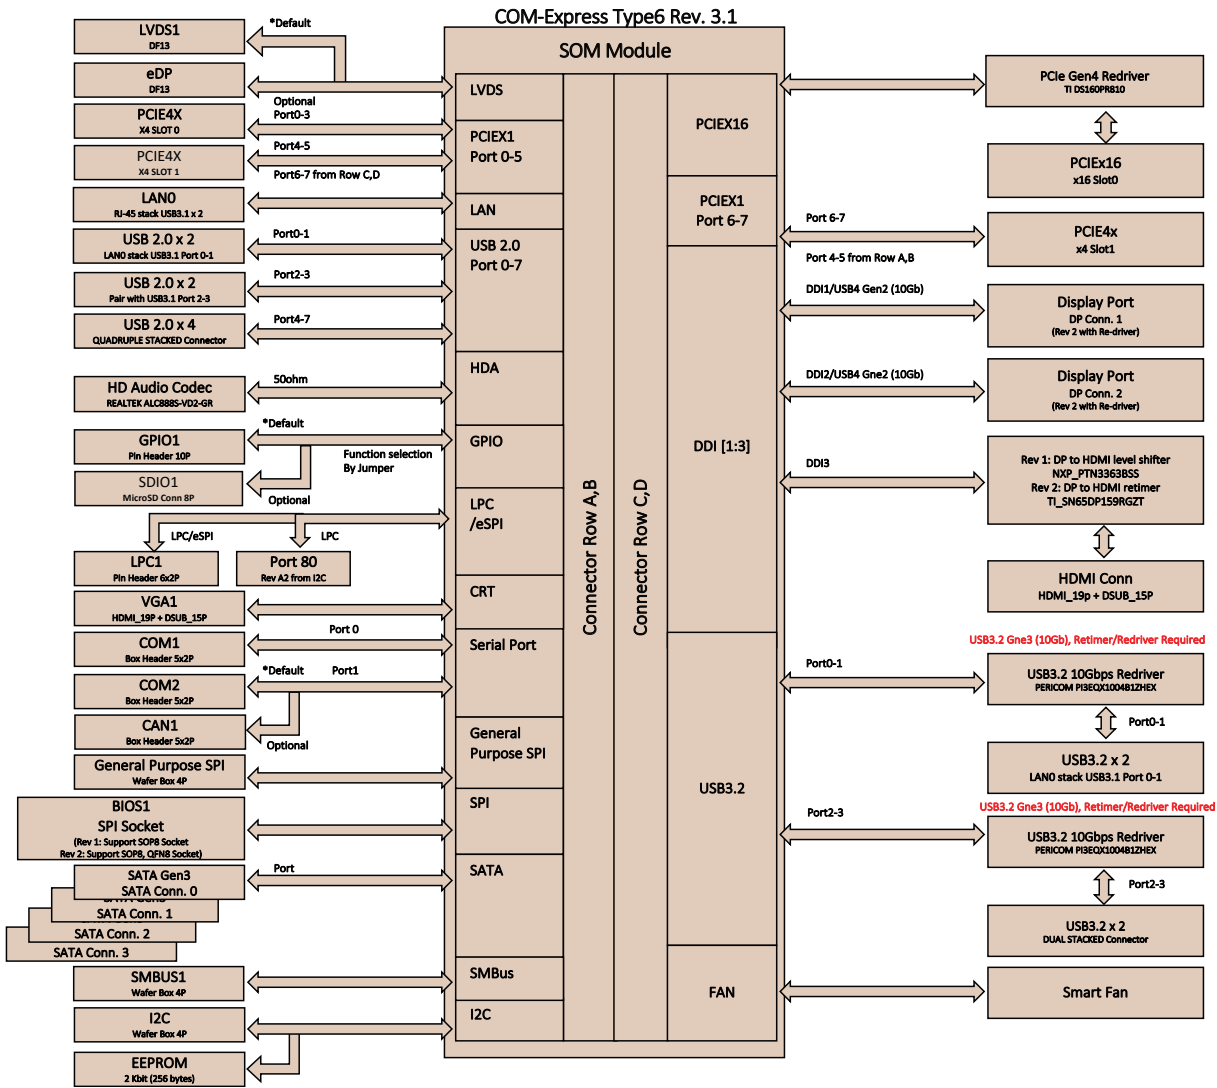 COM-Express Type6 Rev. 3.1
SOM Module
LVDS1
DF13
*Default
eDP
DF13
Optional
PCIE4X
X4 SLOT 0
Port0-3
PCIE4X
X4 SLOT 1
Port4-5
Port6-7 from Row C,D
LAN0
RJ-45 stack USB3.1 x 2
USB 2.0 x 2
LAN0 stack USB3.1 Port 0-1
Port0-1
USB 2.0 x 2
Pair with USB3.1 Port 2-3
Port2-3
USB 2.0 x 4
QUADRUPLE STACKED Connector
Port4-7
HD Audio Codec
REALTEK ALC888S-VD2-GR
50ohm
GPIO1
Pin Header 10P
*Default
Function selection
By Jumper
SDIO1
MicroSD Conn 8P
Optional
LPC/eSPI
LPC
LPC1
Pin Header 6x2P
Port 80
Rev A2 from I2C
VGA1
HDMI_19P + DSUB_15P
COM1
Box Header 5x2P
Port 0
COM2
Box Header 5x2P
*Default
Port1
CAN1
Box Header 5x2P
Optional
General Purpose SPI
Wafer Box 4P
BIOS1
SPI Socket
(Rev 1: Support SOP8 Socket
Rev 2: Support SOP8, QFN8 Socket)
SATA Gen3
SATA Conn. 0
Port
SATA Conn. 1
SATA Conn. 2
SATA Conn. 3
SMBUS1
Wafer Box 4P
I2C
Wafer Box 4P
EEPROM
2 Kbit (256 bytes)
LVDS
PCIEX1
Port 0-5
LAN
USB 2.0
Port 0-7
HDA
GPIO
LPC
/eSPI
CRT
Serial Port
General
Purpose SPI
SPI
SATA
SMBus
I2C
Connector Row A,B
Connector Row C,D
PCIEX16
PCIEX1
Port 6-7
DDI [1:3]
USB3.2
FAN
PCIe Gen4 Redriver
TI DS160PR810
PCIEx16
x16 Slot0
Port 6-7
Port 4-5 from Row A,B
PCIE4x
x4 Slot1
DDI1/USB4 Gen2 (10Gb)
Display Port
DP Conn. 1
(Rev 2 with Re-driver)
DDI2/USB4 Gne2 (10Gb)
Display Port
DP Conn. 2
(Rev 2 with Re-driver)
DDI3
Rev 1: DP to HDMI level shifter
NXP_PTN3363BSS
Rev 2: DP to HDMI retimer
TI_SN65DP159RGZT
HDMI Conn
HDMI_19p + DSUB_15P
USB3.2 Gne3 (10Gb), Retimer/Redriver Required
Port0-1
USB3.2 10Gbps Redriver
PERICOM PI3EQX1004B1ZHEX
Port0-1
USB3.2 x 2
LAN0 stack USB3.1 Port 0-1
USB3.2 Gne3 (10Gb), Retimer/Redriver Required
Port2-3
USB3.2 10Gbps Redriver
PERICOM PI3EQX1004B1ZHEX
Port2-3
USB3.2 x 2
DUAL STACKED Connector
Smart Fan